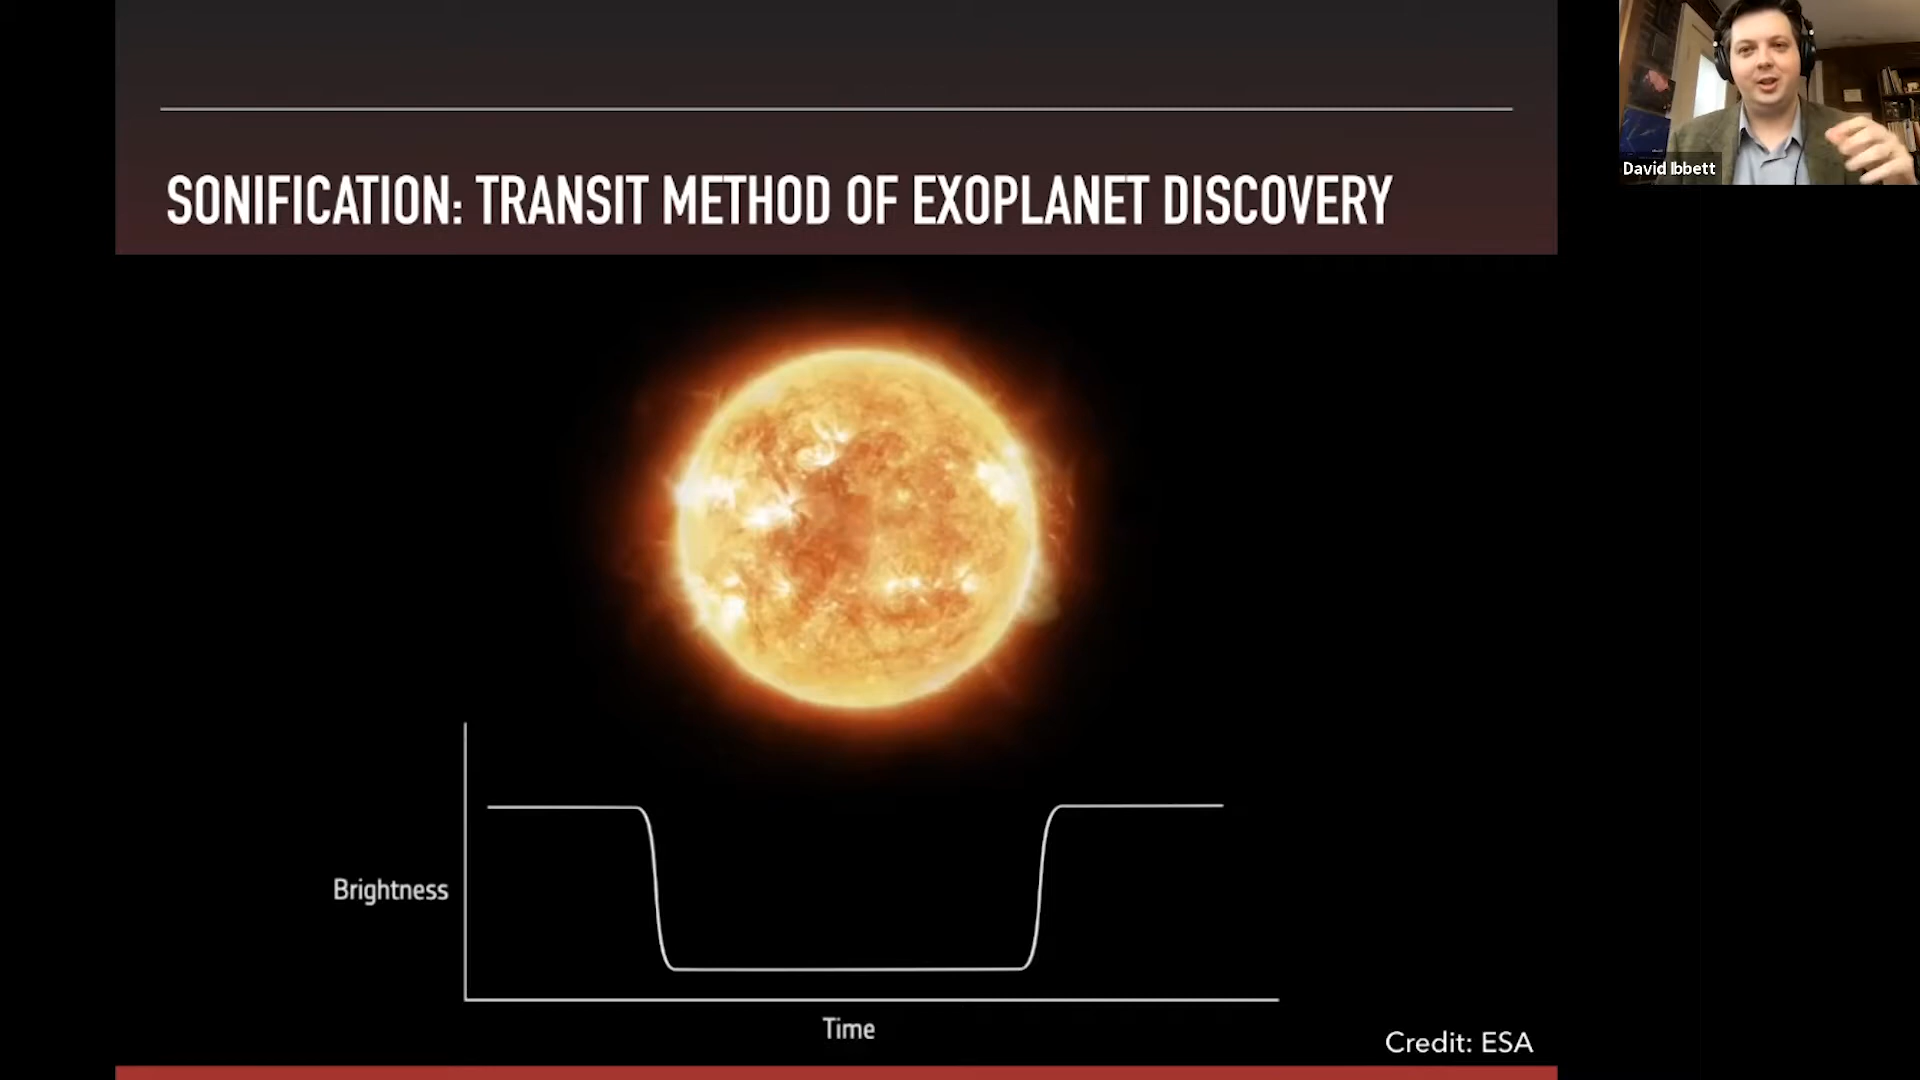 SONIFICATION: TRANSIT METHOD OF EXOPLANET DISCOVERY
David Ibbett
Brightness
Time
Credit: ESA